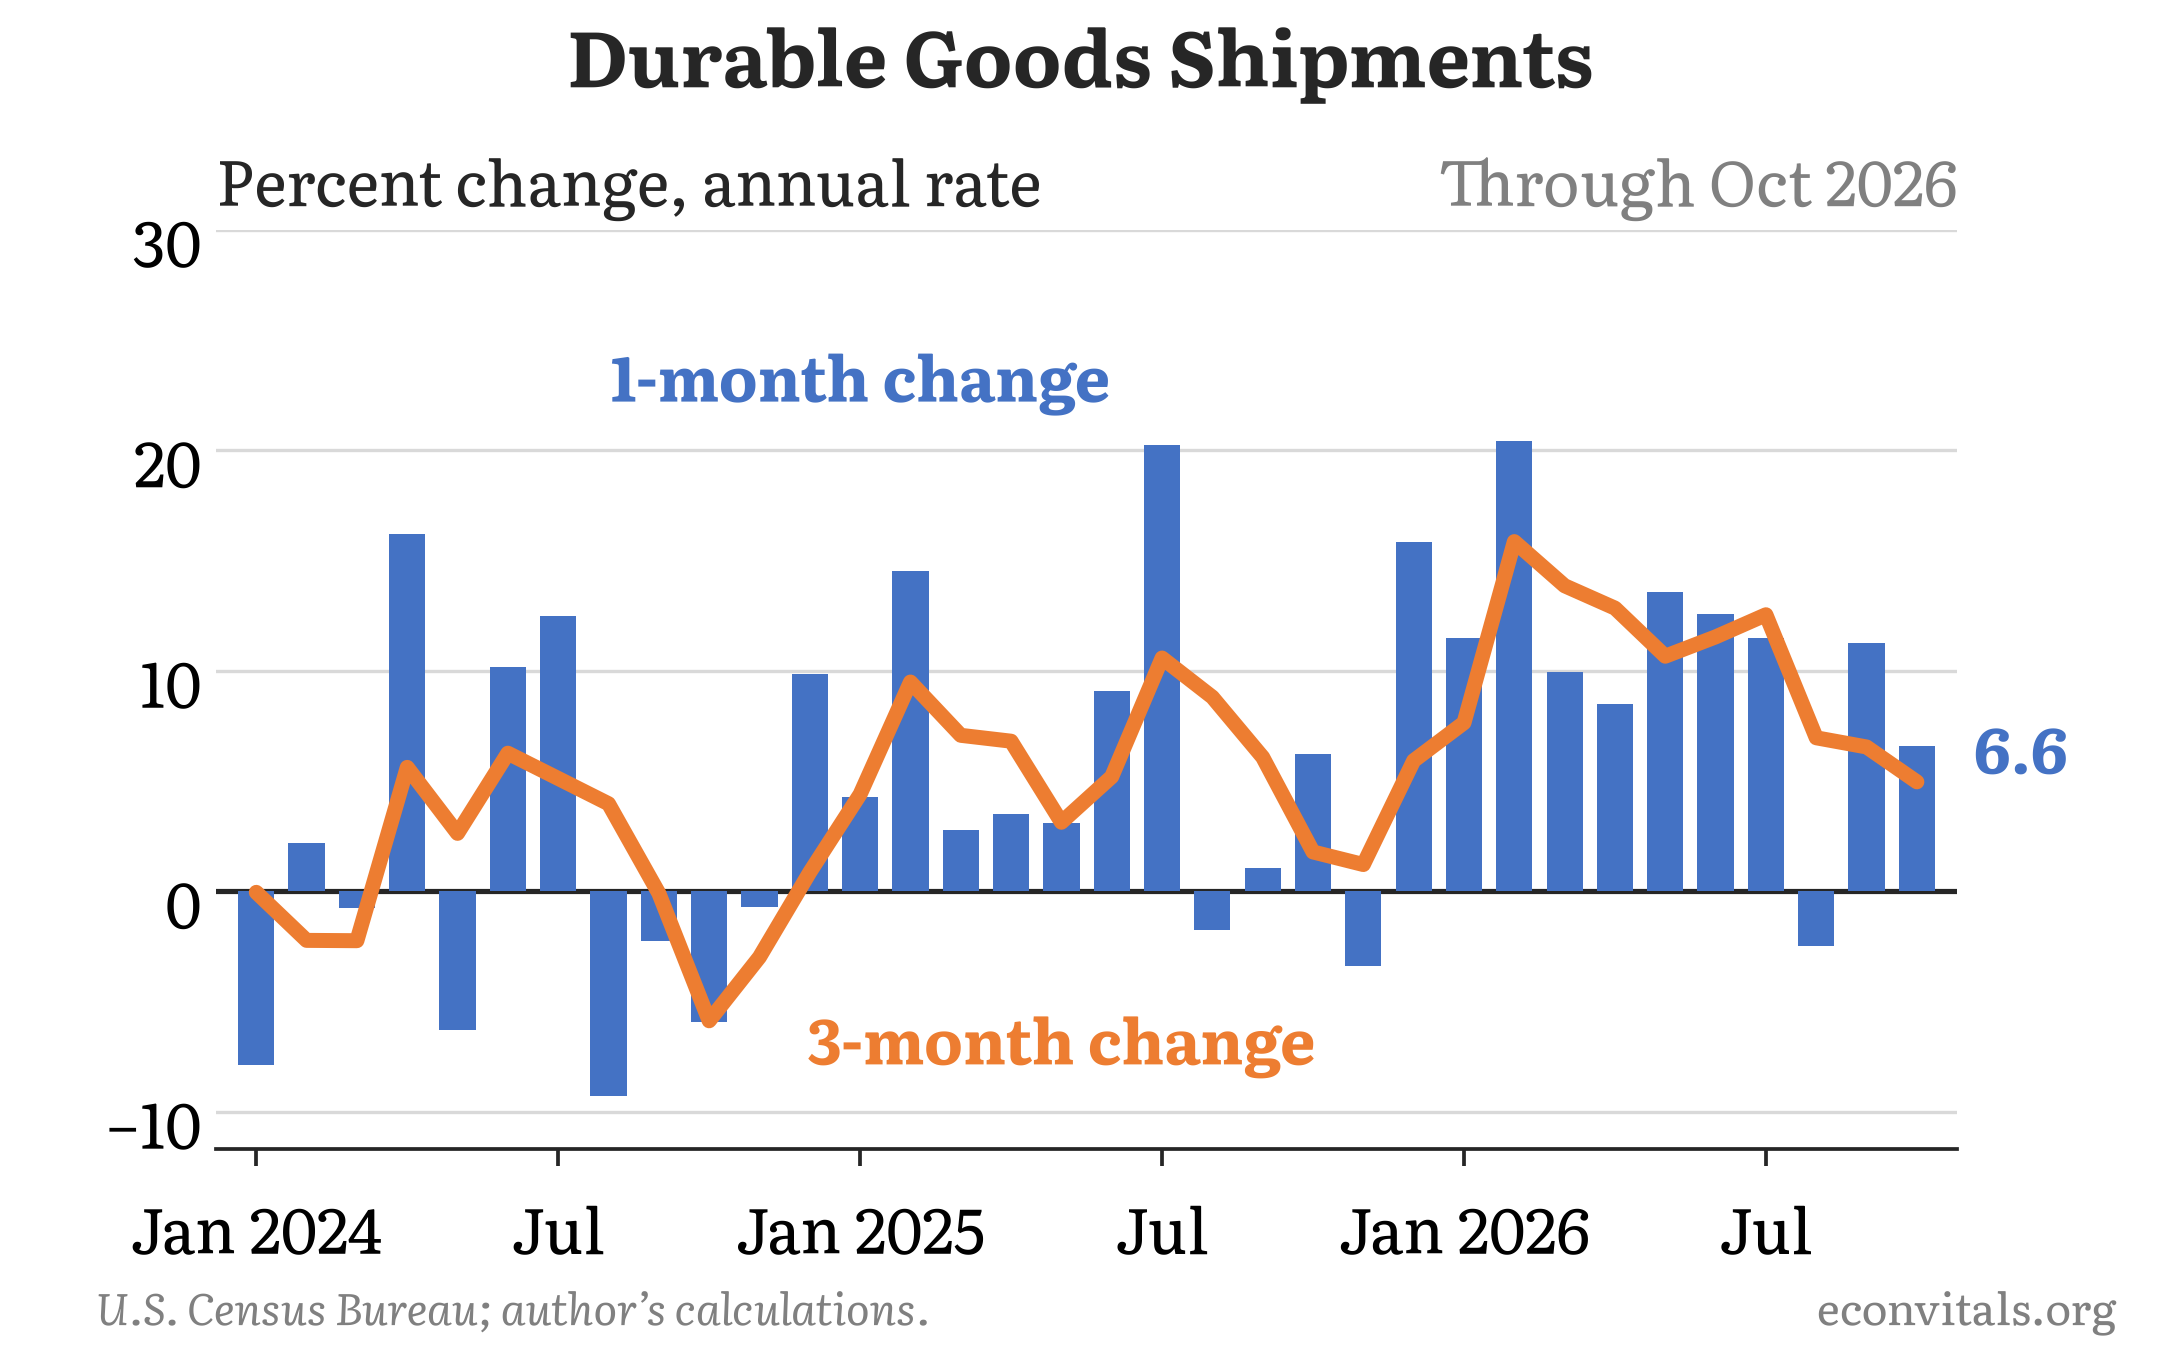 Durable Goods Shipments
Percent change, annual rate
Through Oct 2026
30
1-month change
20
10
6.6
0
3-month change
–10
Jan 2024 Jul Jan 2025 Jul Jan 2026 Jul
U.S. Census Bureau; author’s calculations.
econvitals.org